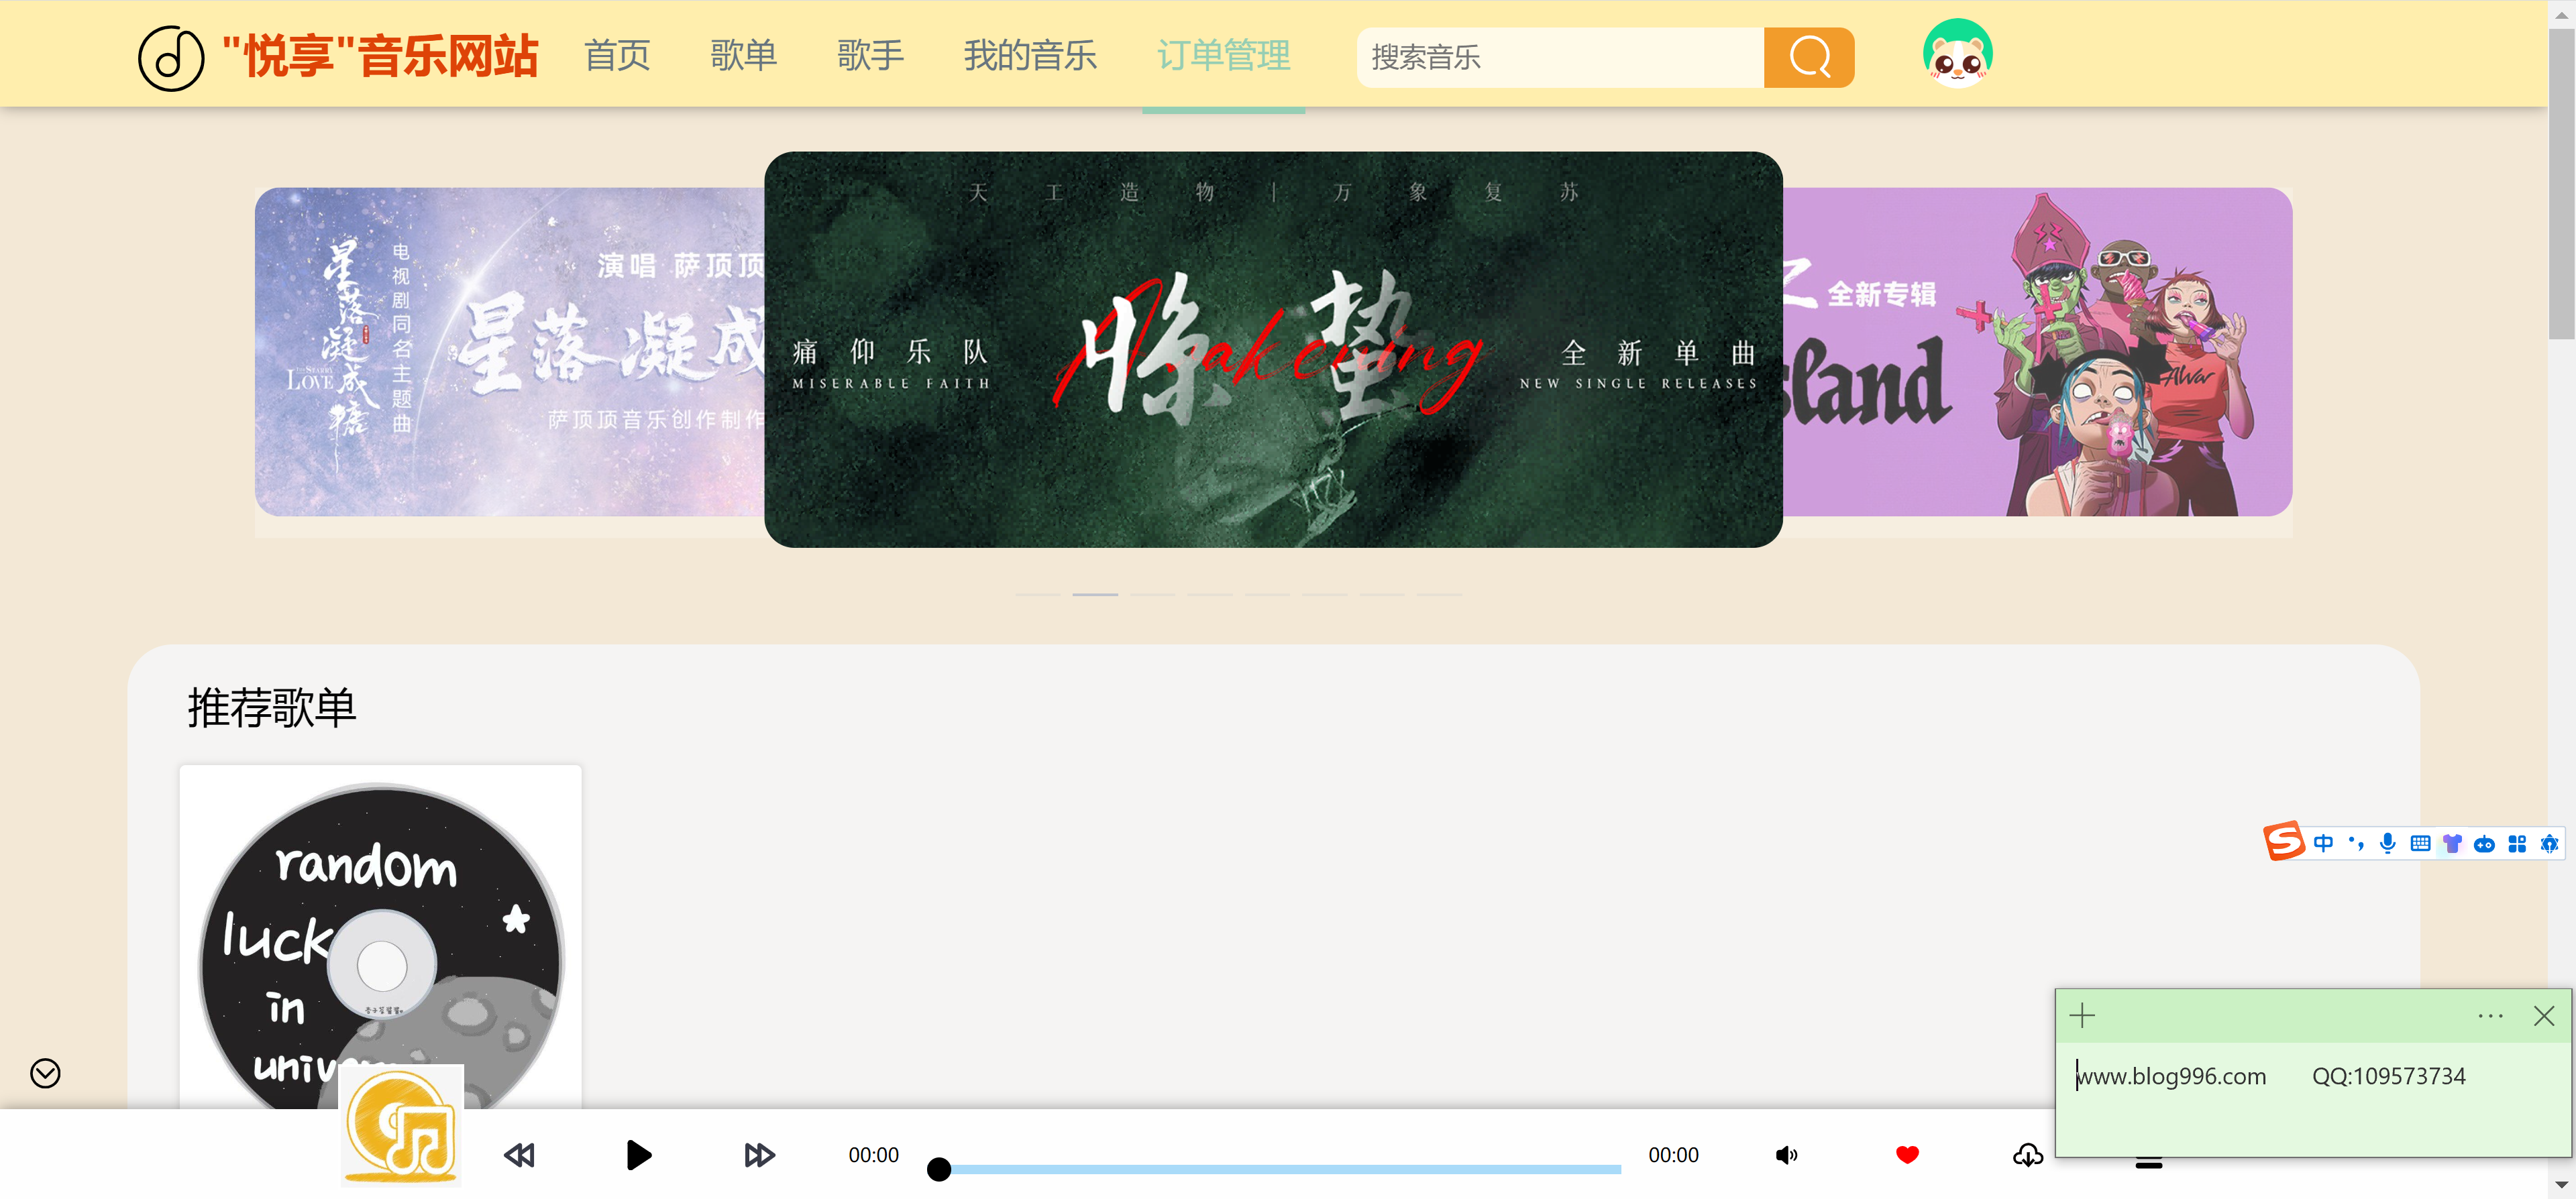 "悦享"音乐网站 首页 歌单 歌手 我的音乐 订单管理 搜索音乐
天工造物 | 万象复苏
星落凝成糖
电视剧同名主题曲
THE STARRY LOVE
演唱 萨顶顶
星落凝成
萨顶顶音乐创作制作
痛仰乐队
MISERABLE FAITH
Awakening
惊蛰
全新单曲
NEW SINGLE RELEASES
全新专辑
sland
推荐歌单
random
luck
in
univ
中
www.blog996.com QQ:109573734
00:00 00:00